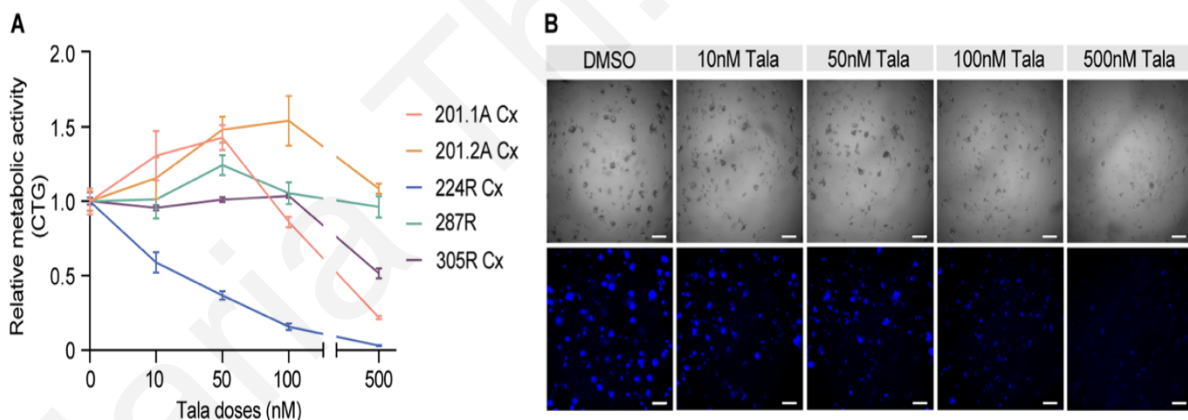 A
Relative metabolic activity
(CTG)
2.0
1.5
1.0
0.5
0
0 10 50 100 500
Tala doses (nM)
201.1A Cx
201.2A Cx
224R Cx
287R
305R Cx
B
DMSO 10nM Tala 50nM Tala 100nM Tala 500nM Tala